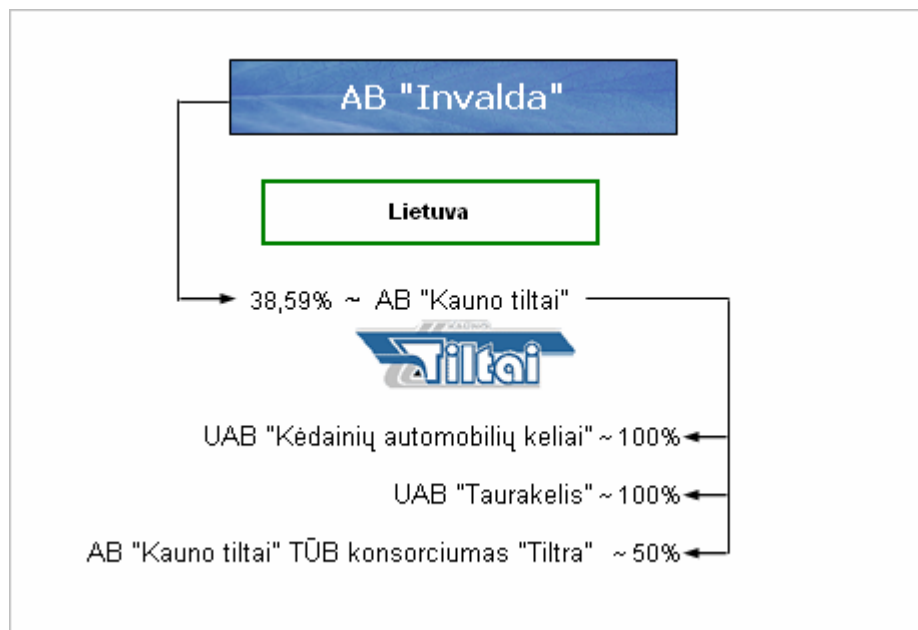 AB "Invalda"
Lietuva
38,59% ~ AB "Kauno tiltai"
Tiltai
UAB "Kėdainių automobilių keliai" ~ 100%
UAB "Taurakelis" ~ 100%
AB "Kauno tiltai" TŪB konsorciumas "Tiltra" ~ 50%